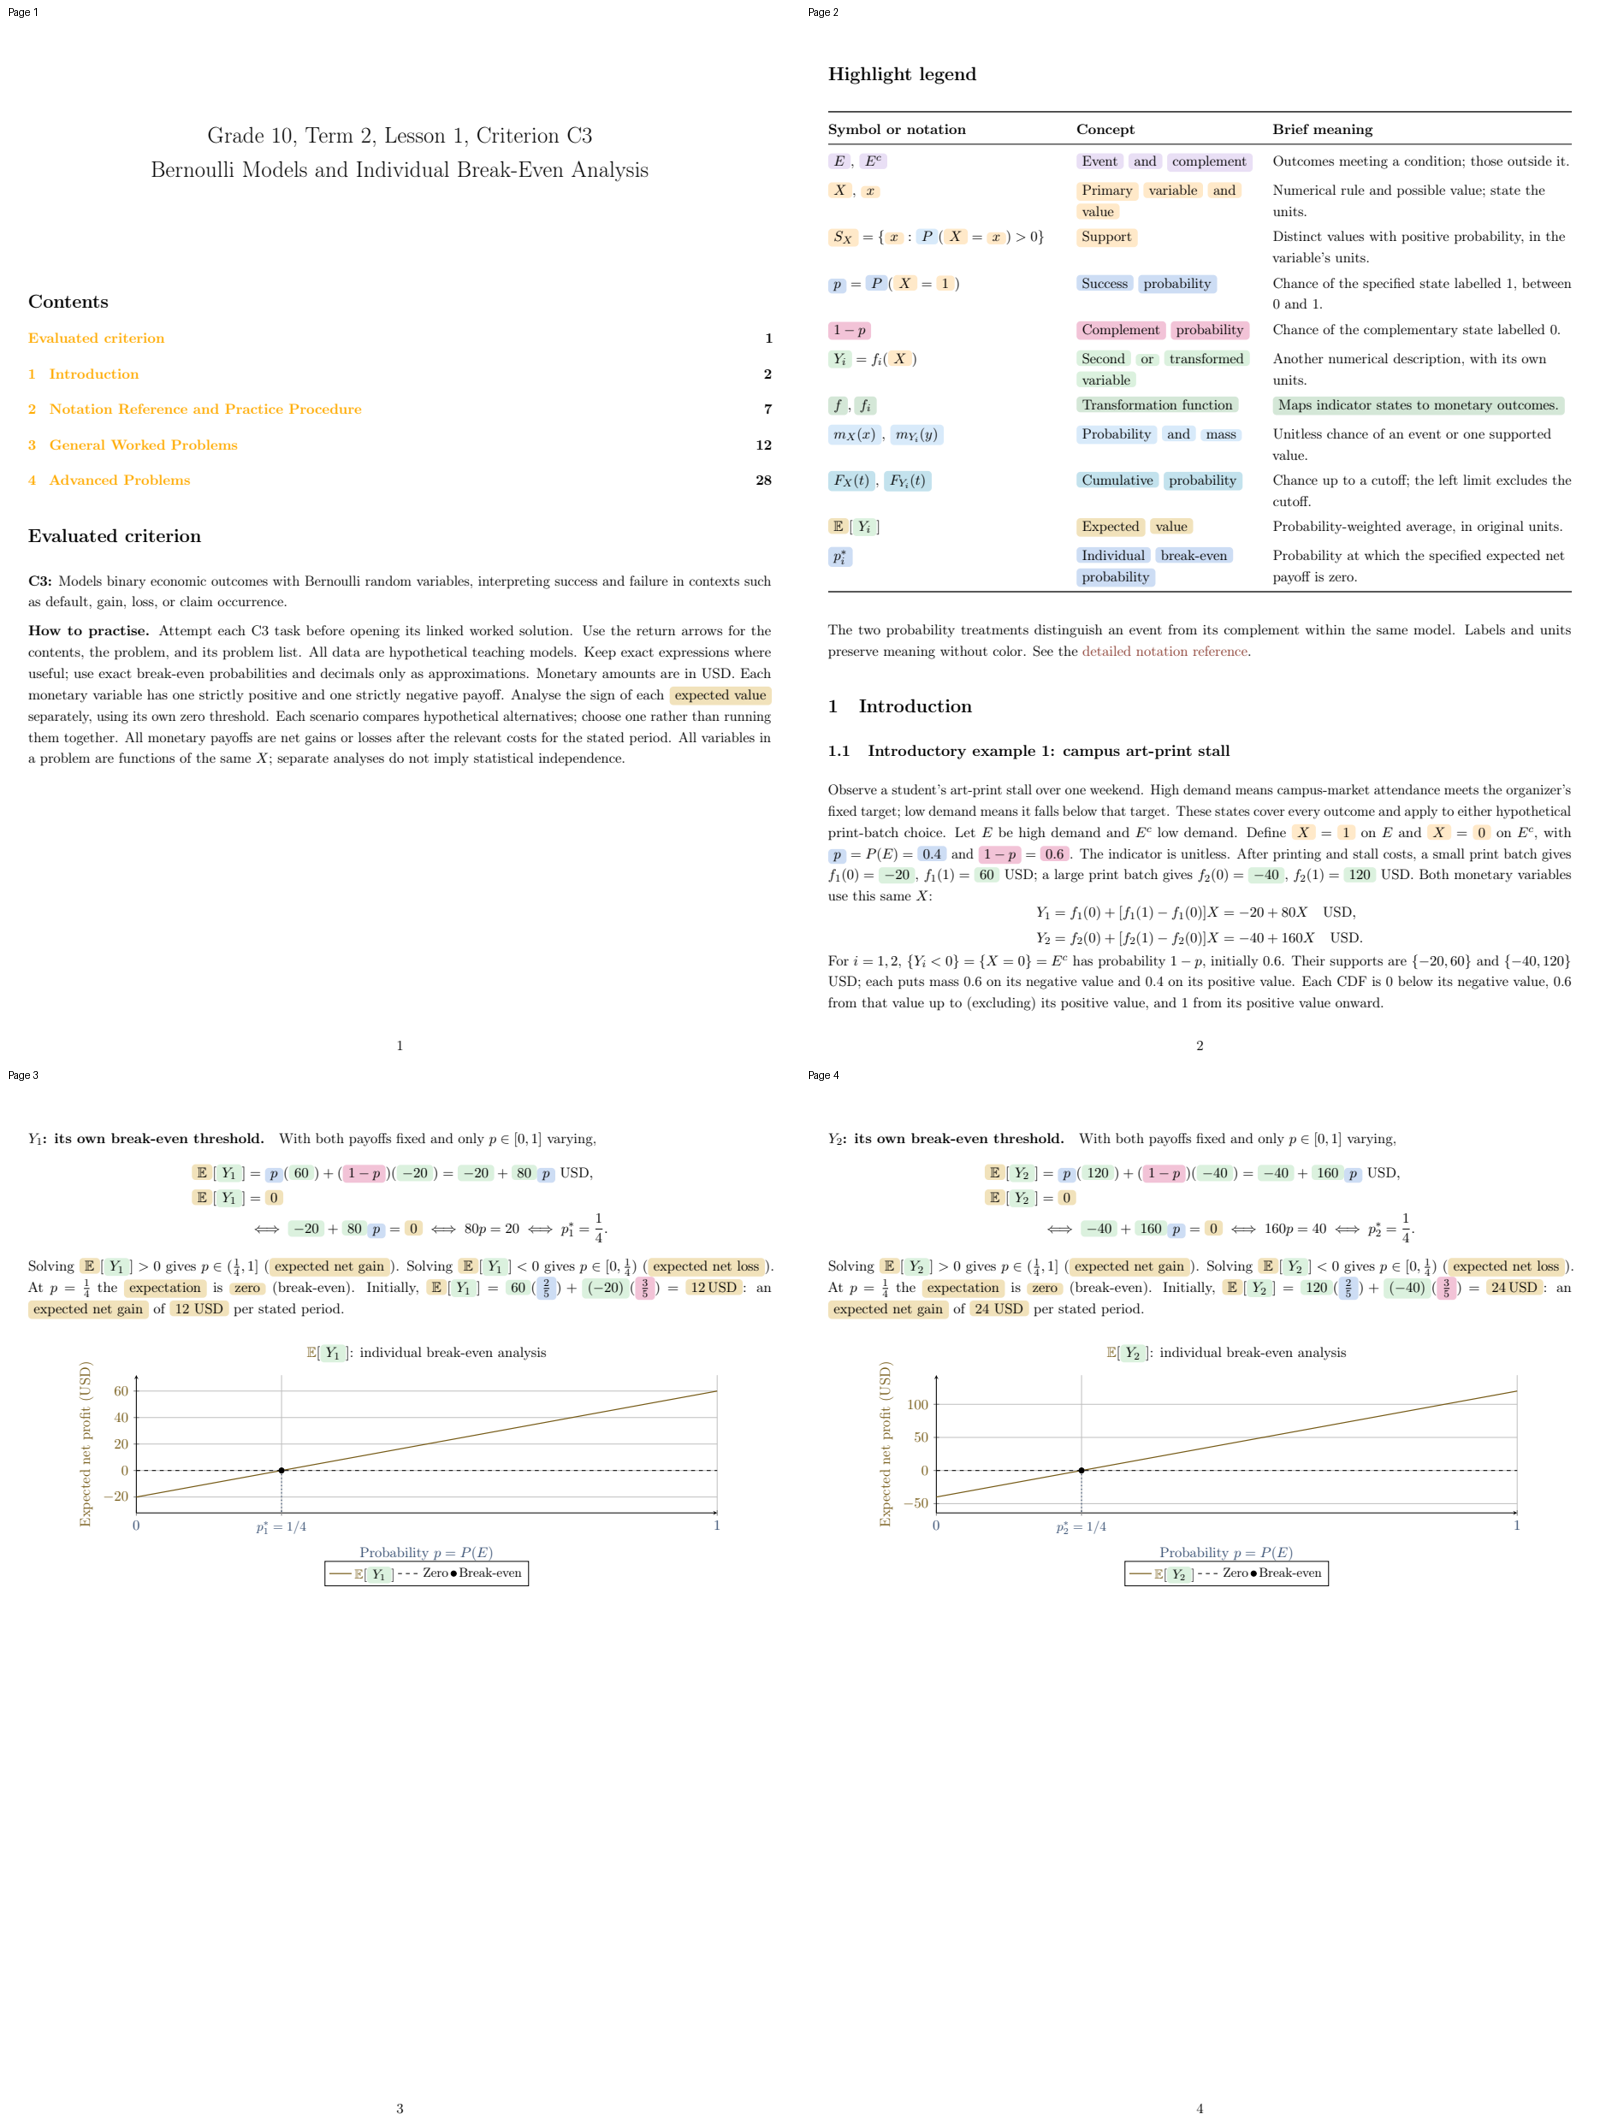 Page 1
Grade 10, Term 2, Lesson 1, Criterion C3
Bernoulli Models and Individual Break-Even Analysis
Contents
Evaluated criterion 1
1 Introduction 2
2 Notation Reference and Practice Procedure 7
3 General Worked Problems 12
4 Advanced Problems 28
Evaluated criterion
C3: Models binary economic outcomes with Bernoulli random variables, interpreting success and failure in contexts such
as default, gain, loss, or claim occurrence.
How to practise. Attempt each C3 task before opening its linked worked solution. Use the return arrows for the
contents, the problem, and its problem list. All data are hypothetical teaching models. Keep exact expressions where
useful; use exact break-even probabilities and decimals only as approximations. Monetary amounts are in USD. Each
monetary variable has one strictly positive and one strictly negative payoff. Analyse the sign of each expected value
separately, using its own zero threshold. Each scenario compares hypothetical alternatives; choose one rather than running
them together. All monetary payoffs are net gains or losses after the relevant costs for the stated period. All variables in
a problem are functions of the same X; separate analyses do not imply statistical independence.
1
Page 2
Highlight legend
Symbol or notation Concept Brief meaning
E, Eᶜ Event and complement Outcomes meeting a condition; those outside it.
X, x Primary variable and Numerical rule and possible value; state the
value units.
S_X = {x : P(X = x) > 0} Support Distinct values with positive probability, in the
variable's units.
p = P(X = 1) Success probability Chance of the specified state labelled 1, between
0 and 1.
1 − p Complement probability Chance of the complementary state labelled 0.
Y_i = f_i(X) Second or transformed Another numerical description, with its own
variable units.
f, f_i Transformation function Maps indicator states to monetary outcomes.
m_X(x), m_{Y_i}(y) Probability and mass Unitless chance of an event or one supported
value.
F_X(t), F_{Y_i}(t) Cumulative probability Chance up to a cutoff; the left limit excludes the
cutoff.
𝔼[Y_i] Expected value Probability-weighted average, in original units.
p*_i Individual break-even Probability at which the specified expected net
probability payoff is zero.
The two probability treatments distinguish an event from its complement within the same model. Labels and units
preserve meaning without color. See the detailed notation reference.
1 Introduction
1.1 Introductory example 1: campus art-print stall
Observe a student's art-print stall over one weekend. High demand means campus-market attendance meets the organizer's
fixed target; low demand means it falls below that target. These states cover every outcome and apply to either hypothetical
print-batch choice. Let E be high demand and Eᶜ low demand. Define X = 1 on E and X = 0 on Eᶜ, with
p = P(E) = 0.4 and 1 − p = 0.6. The indicator is unitless. After printing and stall costs, a small print batch gives
f₁(0) = −20, f₁(1) = 60 USD; a large print batch gives f₂(0) = −40, f₂(1) = 120 USD. Both monetary variables
use this same X:
Y₁ = f₁(0) + [f₁(1) − f₁(0)]X = −20 + 80X USD,
Y₂ = f₂(0) + [f₂(1) − f₂(0)]X = −40 + 160X USD.
For i = 1, 2, {Y_i < 0} = {X = 0} = Eᶜ has probability 1 − p, initially 0.6. Their supports are {−20, 60} and {−40, 120}
USD; each puts mass 0.6 on its negative value and 0.4 on its positive value. Each CDF is 0 below its negative value, 0.6
from that value up to (excluding) its positive value, and 1 from its positive value onward.
2
Page 3
Y₁: its own break-even threshold. With both payoffs fixed and only p ∈ [0, 1] varying,
𝔼[Y₁] = p(60) + (1 − p)(−20) = −20 + 80p USD,
𝔼[Y₁] = 0
⟺ −20 + 80p = 0 ⟺ 80p = 20 ⟺ p*₁ = 1/4.
Solving 𝔼[Y₁] > 0 gives p ∈ (1/4, 1] (expected net gain). Solving 𝔼[Y₁] < 0 gives p ∈ [0, 1/4) (expected net loss).
At p = 1/4 the expectation is zero (break-even). Initially, 𝔼[Y₁] = 60(2/5) + (−20)(3/5) = 12 USD: an
expected net gain of 12 USD per stated period.
𝔼[Y₁]: individual break-even analysis
Expected net profit (USD)
60
40
20
0
−20
0 p*₁ = 1/4 1
Probability p = P(E)
𝔼[Y₁] Zero Break-even
3
Page 4
Y₂: its own break-even threshold. With both payoffs fixed and only p ∈ [0, 1] varying,
𝔼[Y₂] = p(120) + (1 − p)(−40) = −40 + 160p USD,
𝔼[Y₂] = 0
⟺ −40 + 160p = 0 ⟺ 160p = 40 ⟺ p*₂ = 1/4.
Solving 𝔼[Y₂] > 0 gives p ∈ (1/4, 1] (expected net gain). Solving 𝔼[Y₂] < 0 gives p ∈ [0, 1/4) (expected net loss).
At p = 1/4 the expectation is zero (break-even). Initially, 𝔼[Y₂] = 120(2/5) + (−40)(3/5) = 24 USD: an
expected net gain of 24 USD per stated period.
𝔼[Y₂]: individual break-even analysis
Expected net profit (USD)
100
50
0
−50
0 p*₂ = 1/4 1
Probability p = P(E)
𝔼[Y₂] Zero Break-even
4